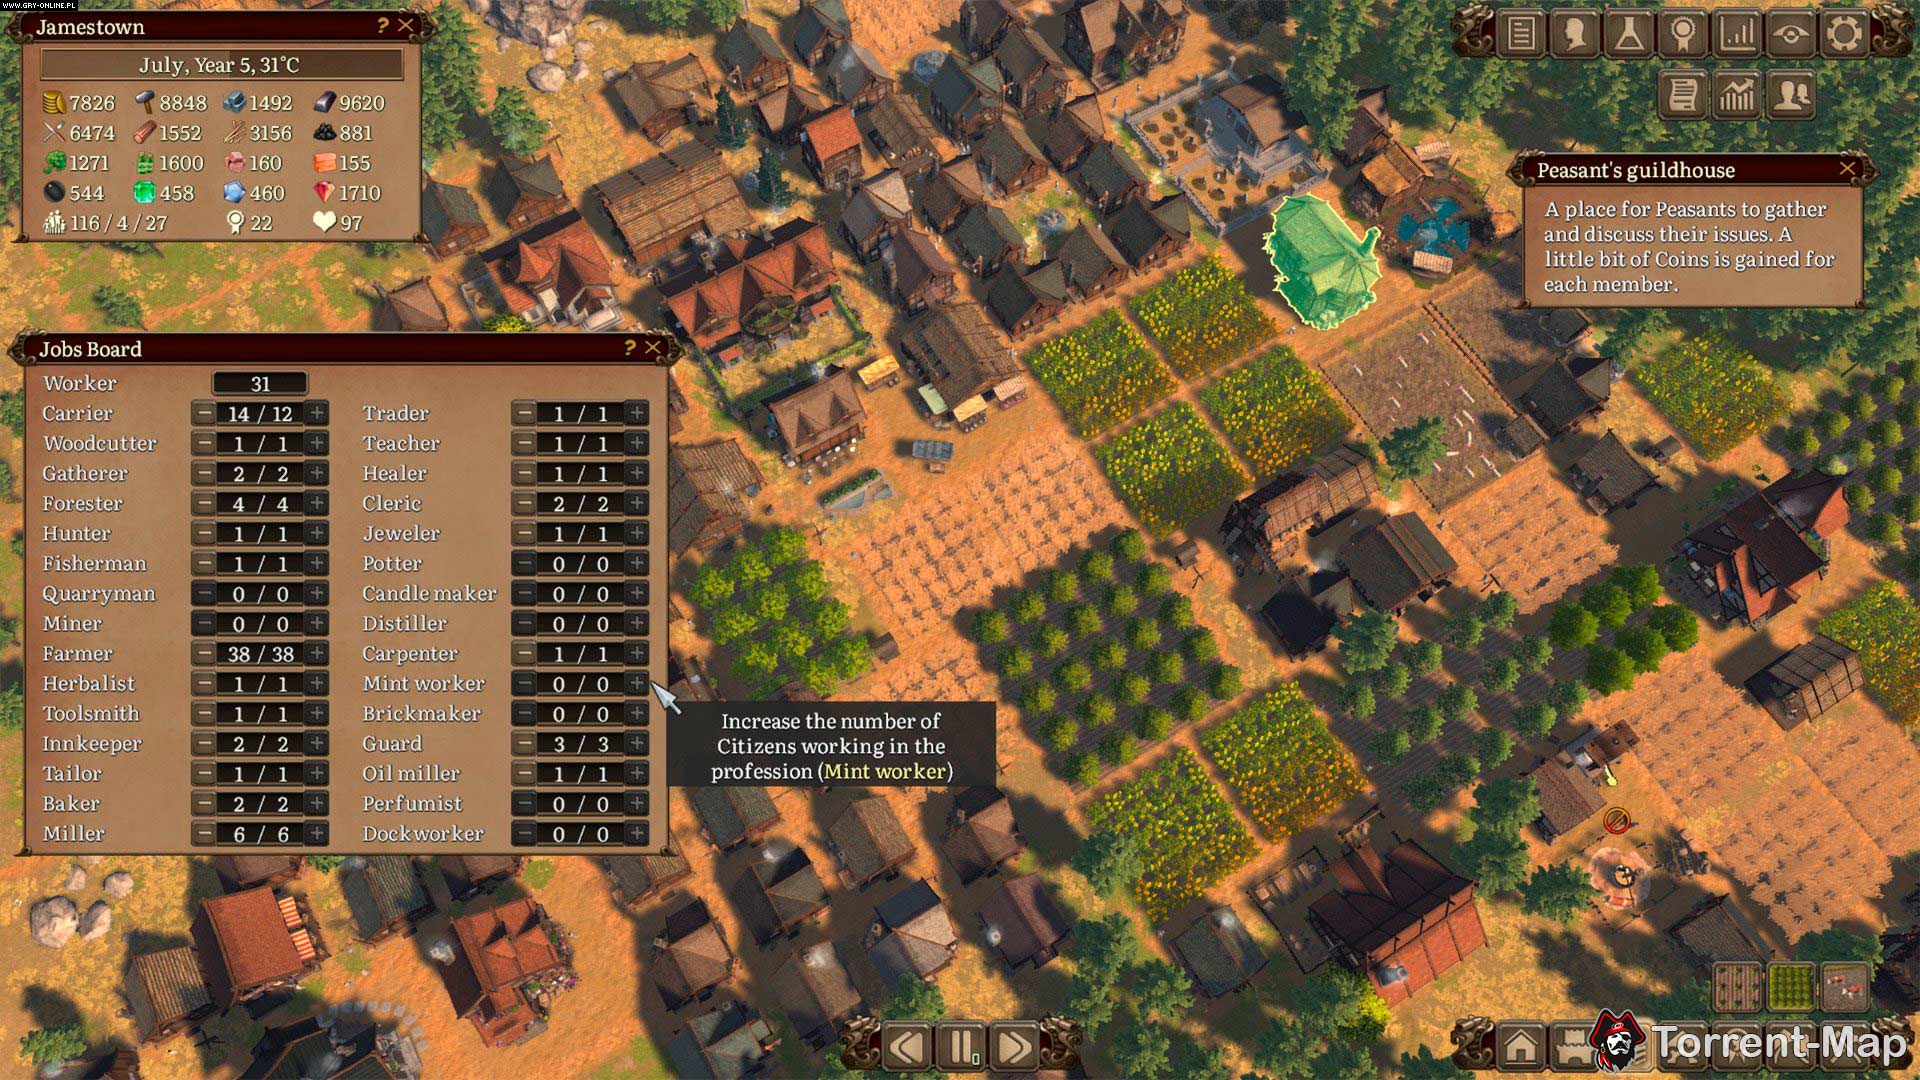 WWW.GRY-ONLINE.PL
Jamestown ?
July, Year 5, 31°C
7826 8848 1492 9620
6474 1552 3156 881
1271 1600 160 155
544 458 460 1710
116 / 4 / 27 22 97
Peasant's guildhouse
A place for Peasants to gather
and discuss their issues. A
little bit of Coins is gained for
each member.
Jobs Board ?
Worker 31
Carrier − 14 / 12 + Trader − 1 / 1 +
Woodcutter − 1 / 1 + Teacher − 1 / 1 +
Gatherer − 2 / 2 + Healer − 1 / 1 +
Forester − 4 / 4 + Cleric − 2 / 2 +
Hunter − 1 / 1 + Jeweler − 1 / 1 +
Fisherman − 1 / 1 + Potter − 0 / 0 +
Quarryman − 0 / 0 + Candle maker − 0 / 0 +
Miner − 0 / 0 + Distiller − 0 / 0 +
Farmer − 38 / 38 + Carpenter − 1 / 1 +
Herbalist − 1 / 1 + Mint worker − 0 / 0 +
Toolsmith − 1 / 1 + Brickmaker − 0 / 0 +
Innkeeper − 2 / 2 + Guard − 3 / 3 +
Tailor − 1 / 1 + Oil miller − 1 / 1 +
Baker − 2 / 2 + Perfumist − 0 / 0 +
Miller − 6 / 6 + Dockworker − 0 / 0 +
Increase the number of
Citizens working in the
profession (Mint worker)
0
Torrent-Map